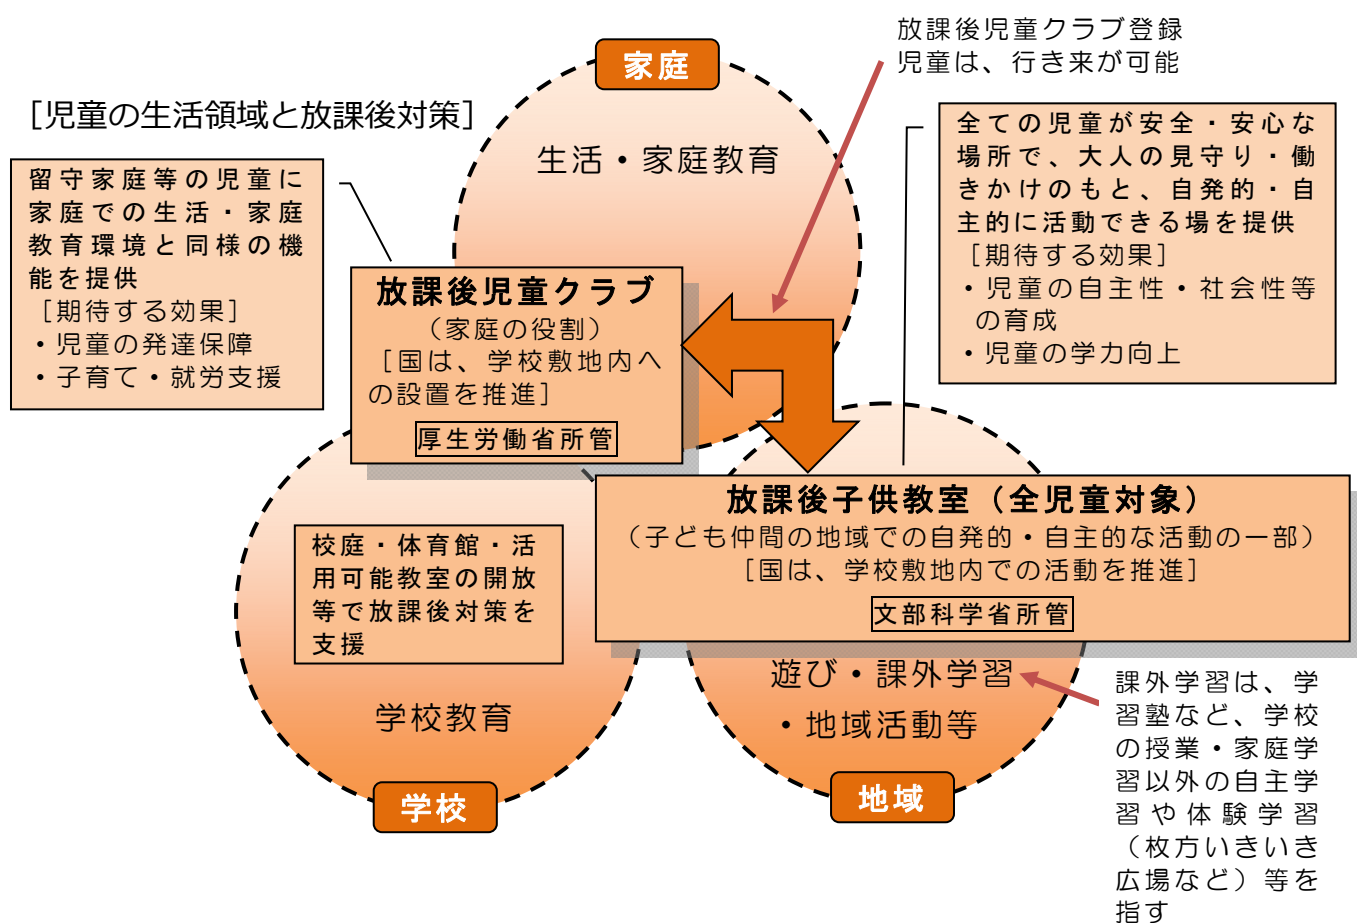 放課後児童クラブ登録
児童は、行き来が可能
家庭
［児童の生活領域と放課後対策］
生活・家庭教育
留守家庭等の児童に
家庭での生活・家庭
教育環境と同様の機
能を提供
［期待する効果］
・児童の発達保障
・子育て・就労支援
全ての児童が安全・安心な
場所で、大人の見守り・働
きかけのもと、自発的・自
主的に活動できる場を提供
［期待する効果］
・児童の自主性・社会性等
の育成
・児童の学力向上
放課後児童クラブ
（家庭の役割）
［国は、学校敷地内へ
の設置を推進］
厚生労働省所管
放課後子供教室（全児童対象）
（子ども仲間の地域での自発的・自主的な活動の一部）
［国は、学校敷地内での活動を推進］
文部科学省所管
校庭・体育館・活
用可能教室の開放
等で放課後対策を
支援
学校教育
学校
遊び・課外学習
・地域活動等
地域
課外学習は、学
習塾など、学校
の授業・家庭学
習以外の自主学
習や体験学習
（枚方いきいき
広場など）等を
指す